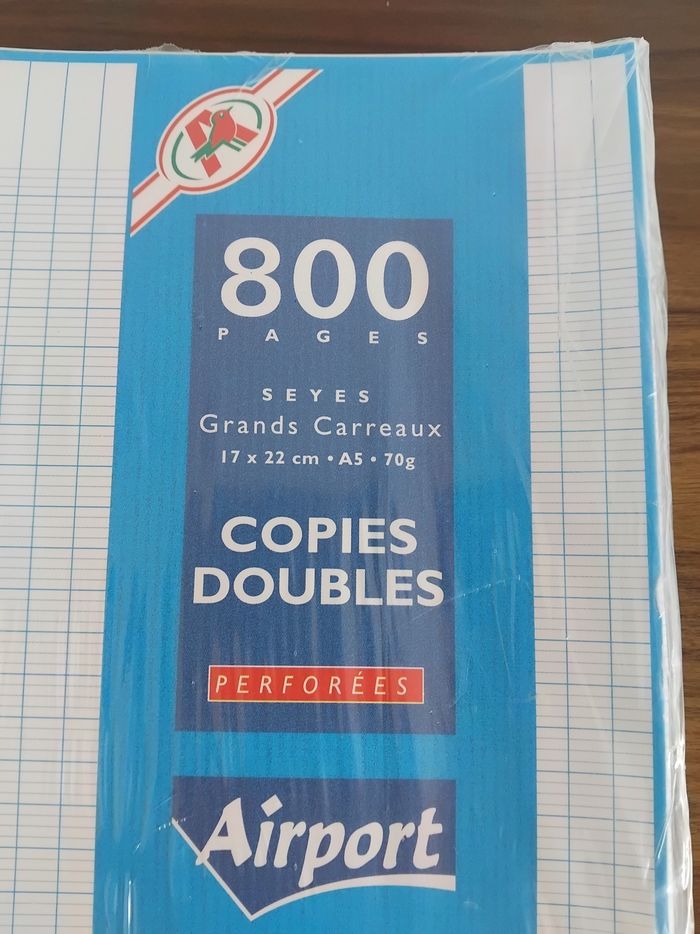 800
PAGES
SEYES
Grands Carreaux
17 x 22 cm • A5 • 70g
COPIES
DOUBLES
PERFORÉES
Airport